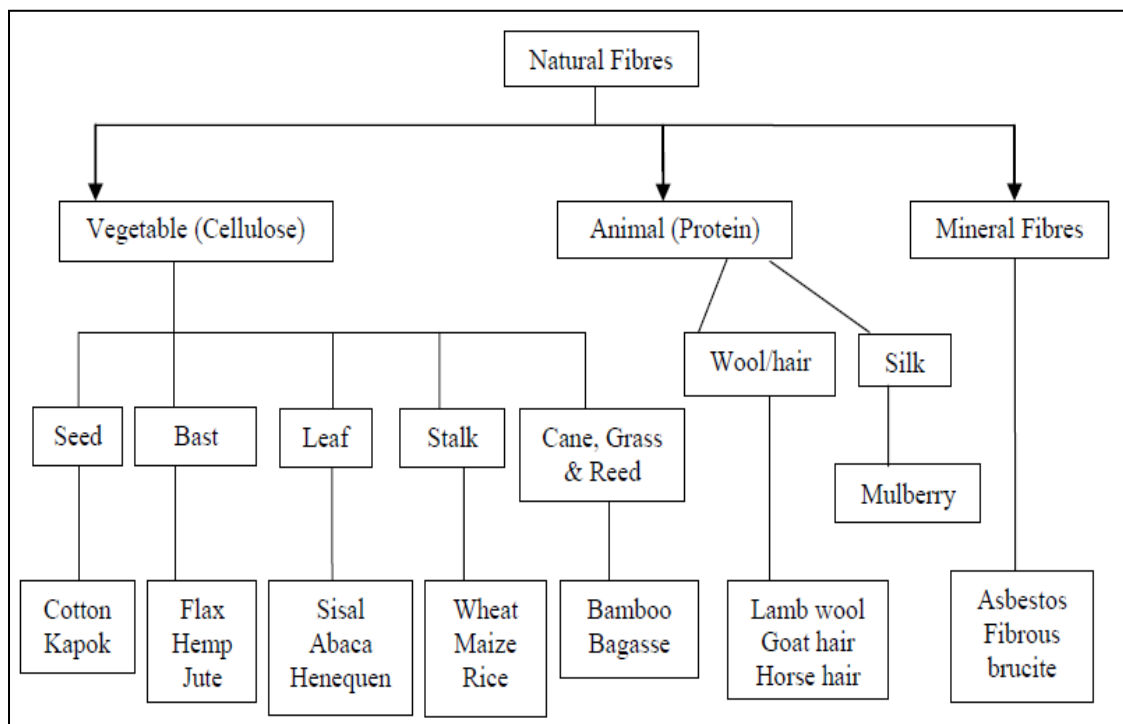 Natural Fibres
Vegetable (Cellulose)
Animal (Protein)
Mineral Fibres
Wool/hair
Silk
Seed
Bast
Leaf
Stalk
Cane, Grass
& Reed
Mulberry
Cotton
Kapok
Flax
Hemp
Jute
Sisal
Abaca
Henequen
Wheat
Maize
Rice
Bamboo
Bagasse
Lamb wool
Goat hair
Horse hair
Asbestos
Fibrous
brucite